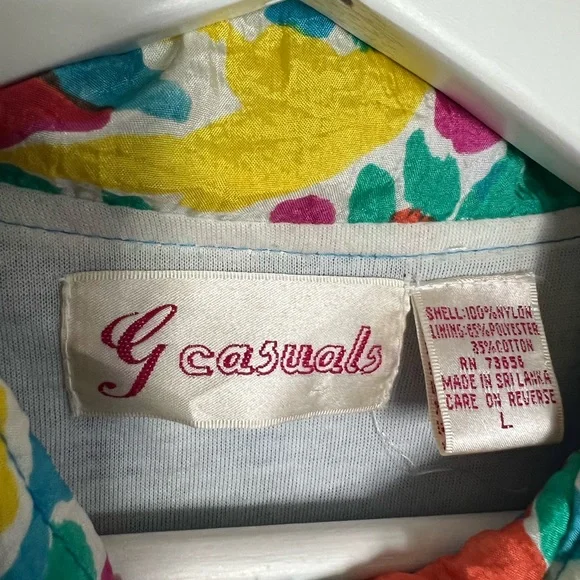 G casuals
SHELL:100%NYLON
LINING:65%POLYESTER
35%COTTON
RN 73656
MADE IN SRI LANKA
CARE ON REVERSE
L